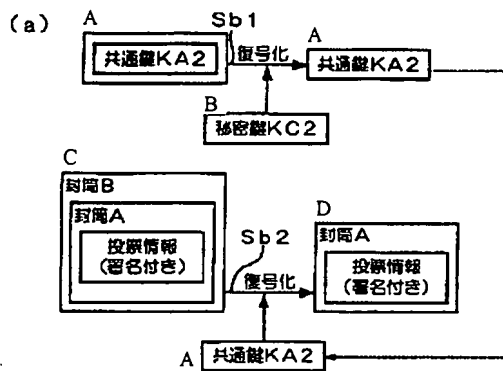 (a)
A
Sb1
共通鍵KA2
復号化
A
共通鍵KA2
B
秘密鍵KC2
C
封筒B
封筒A
投票情報
(署名付き)
Sb2
復号化
D
封筒A
投票情報
(署名付き)
A
共通鍵KA2